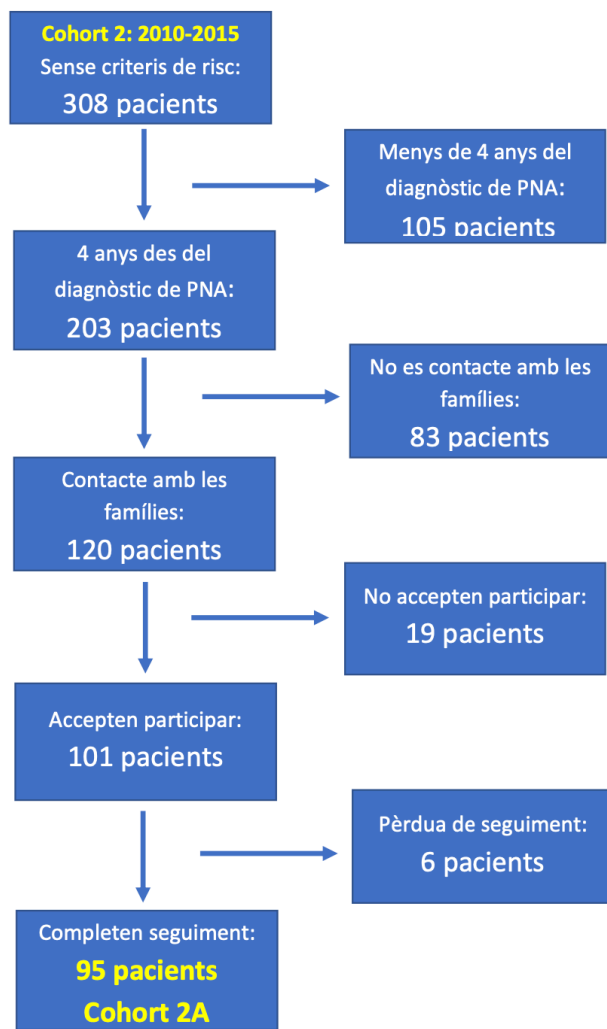 Cohort 2: 2010-2015
Sense criteris de risc:
308 pacients
Menys de 4 anys del
diagnòstic de PNA:
105 pacients
4 anys des del
diagnòstic de PNA:
203 pacients
No es contacte amb les
famílies:
83 pacients
Contacte amb les
famílies:
120 pacients
No accepten participar:
19 pacients
Accepten participar:
101 pacients
Pèrdua de seguiment:
6 pacients
Completen seguiment:
95 pacients
Cohort 2A